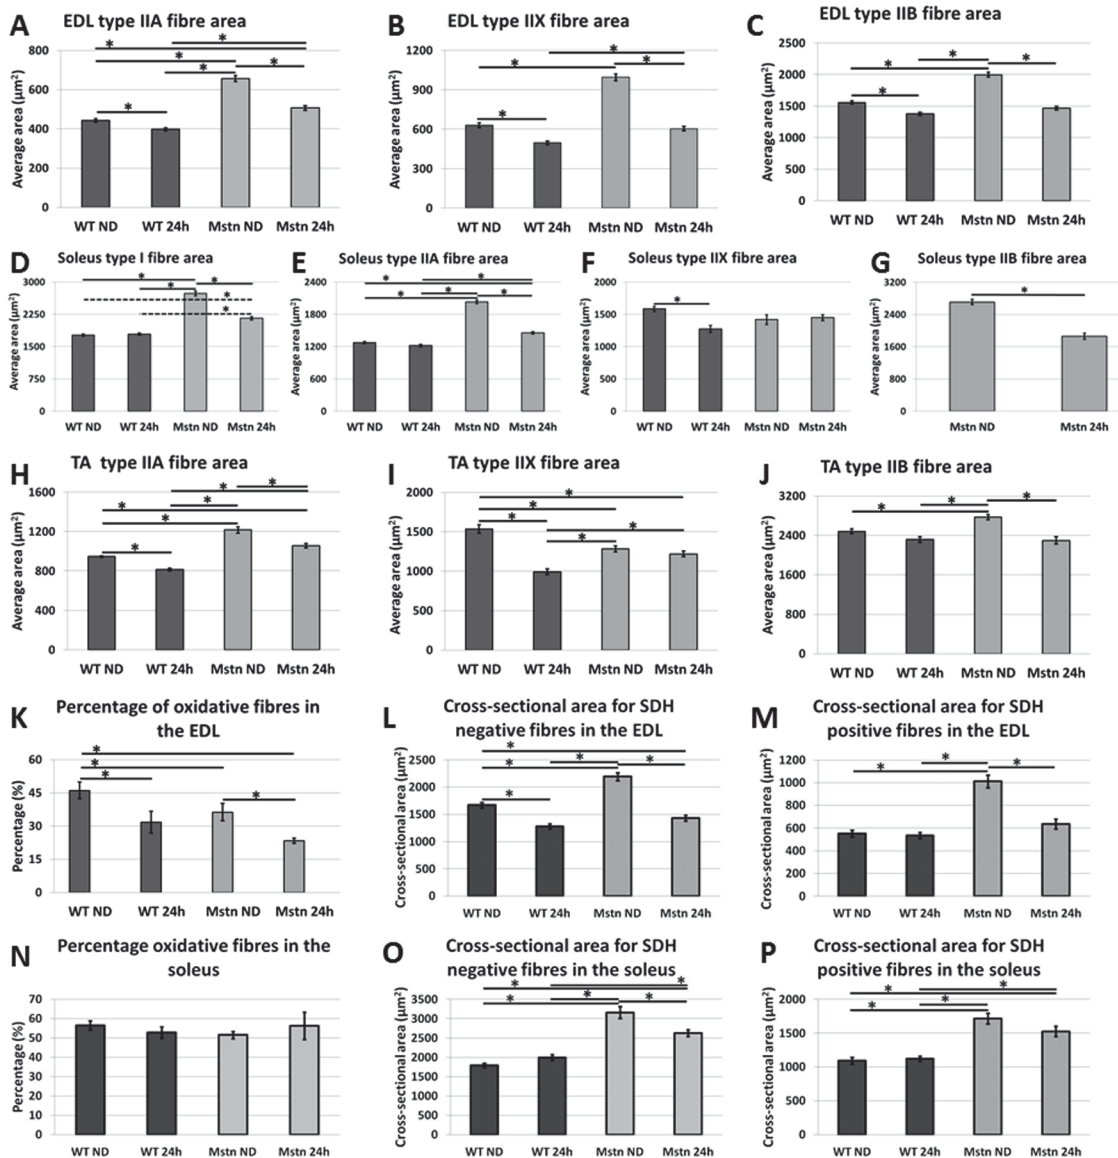 A EDL type IIA fibre area
Average area (µm²)
800
600
400
200
0
* * * * * *
WT ND WT 24h Mstn ND Mstn 24h
B EDL type IIX fibre area
Average area (µm²)
1200
900
600
300
0
* * * *
WT ND WT 24h Mstn ND Mstn 24h
C EDL type IIB fibre area
Average area (µm²)
2500
2000
1500
1000
500
0
* * * *
WT ND WT 24h Mstn ND Mstn 24h
D Soleus type I fibre area
Average area (µm²)
3000
2250
1500
750
0
* * * * *
WT ND WT 24h Mstn ND Mstn 24h
E Soleus type IIA fibre area
Average area (µm²)
2400
1800
1200
600
0
* * * * *
WT ND WT 24h Mstn ND Mstn 24h
F Soleus type IIX fibre area
Average area (µm²)
2000
1500
1000
500
0
*
WT ND WT 24h Mstn ND Mstn 24h
G Soleus type IIB fibre area
Average area (µm²)
3200
2400
1600
800
0
*
Mstn ND Mstn 24h
H TA type IIA fibre area
Average area (µm²)
1600
1200
800
400
0
* * * * *
WT ND WT 24h Mstn ND Mstn 24h
I TA type IIX fibre area
Average area (µm²)
2000
1500
1000
500
0
* * * * *
WT ND WT 24h Mstn ND Mstn 24h
J TA type IIB fibre area
Average area (µm²)
3200
2400
1600
800
0
* * *
WT ND WT 24h Mstn ND Mstn 24h
K Percentage of oxidative fibres in
the EDL
Percentage (%)
60
45
30
15
0
* * * *
WT ND WT 24h Mstn ND Mstn 24h
L Cross-sectional area for SDH
negative fibres in the EDL
Cross-sectional area (µm²)
2500
2000
1500
1000
500
0
* * * * *
WT ND WT 24h Mstn ND Mstn 24h
M Cross-sectional area for SDH
positive fibres in the EDL
Cross-sectional area (µm²)
1200
1000
800
600
400
200
0
* * *
WT ND WT 24h Mstn ND Mstn 24h
N Percentage oxidative fibres in the
soleus
Percentage (%)
70
60
50
40
30
20
10
0
WT ND WT 24h Mstn ND Mstn 24h
O Cross-sectional area for SDH
negative fibres in the soleus
Cross-sectional area (µm²)
3500
3000
2500
2000
1500
1000
500
0
* * * * *
WT ND WT 24h Mstn ND Mstn 24h
P Cross-sectional area for SDH
positive fibres in the soleus
Cross-sectional area (µm²)
2000
1500
1000
500
0
* * * *
WT ND WT 24h Mstn ND Mstn 24h